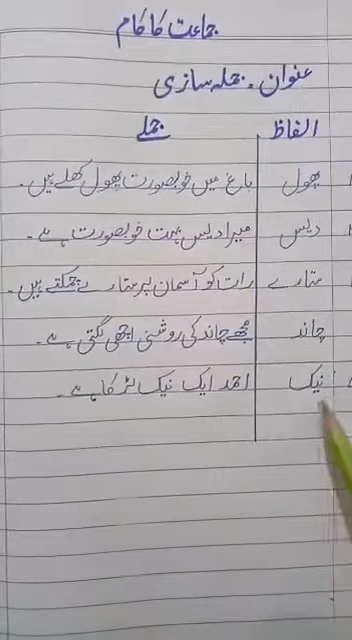 جماعت کا کام
عنوان۔ جملہ سازی
الفاظ جملے
پھول باغ میں خوبصورت پھول کھلے ہیں۔
دیس میرا دیس بہت خوبصورت ہے۔
ستارے رات کو آسمان پر ستارے چمکتے ہیں۔
چاند مجھے چاند کی روشنی اچھی لگتی ہے۔
نیک احمد ایک نیک لڑکا ہے۔